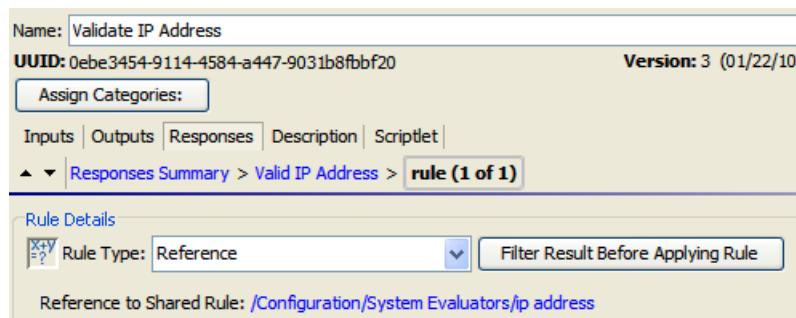 Name: Validate IP Address
UUID: 0ebe3454-9114-4584-a447-9031b8fbbf20 Version: 3 (01/22/10
Assign Categories:
Inputs Outputs Responses Description Scriptlet
Responses Summary > Valid IP Address > rule (1 of 1)
Rule Details
X+Y =? Rule Type: Reference Filter Result Before Applying Rule
Reference to Shared Rule: /Configuration/System Evaluators/ip address